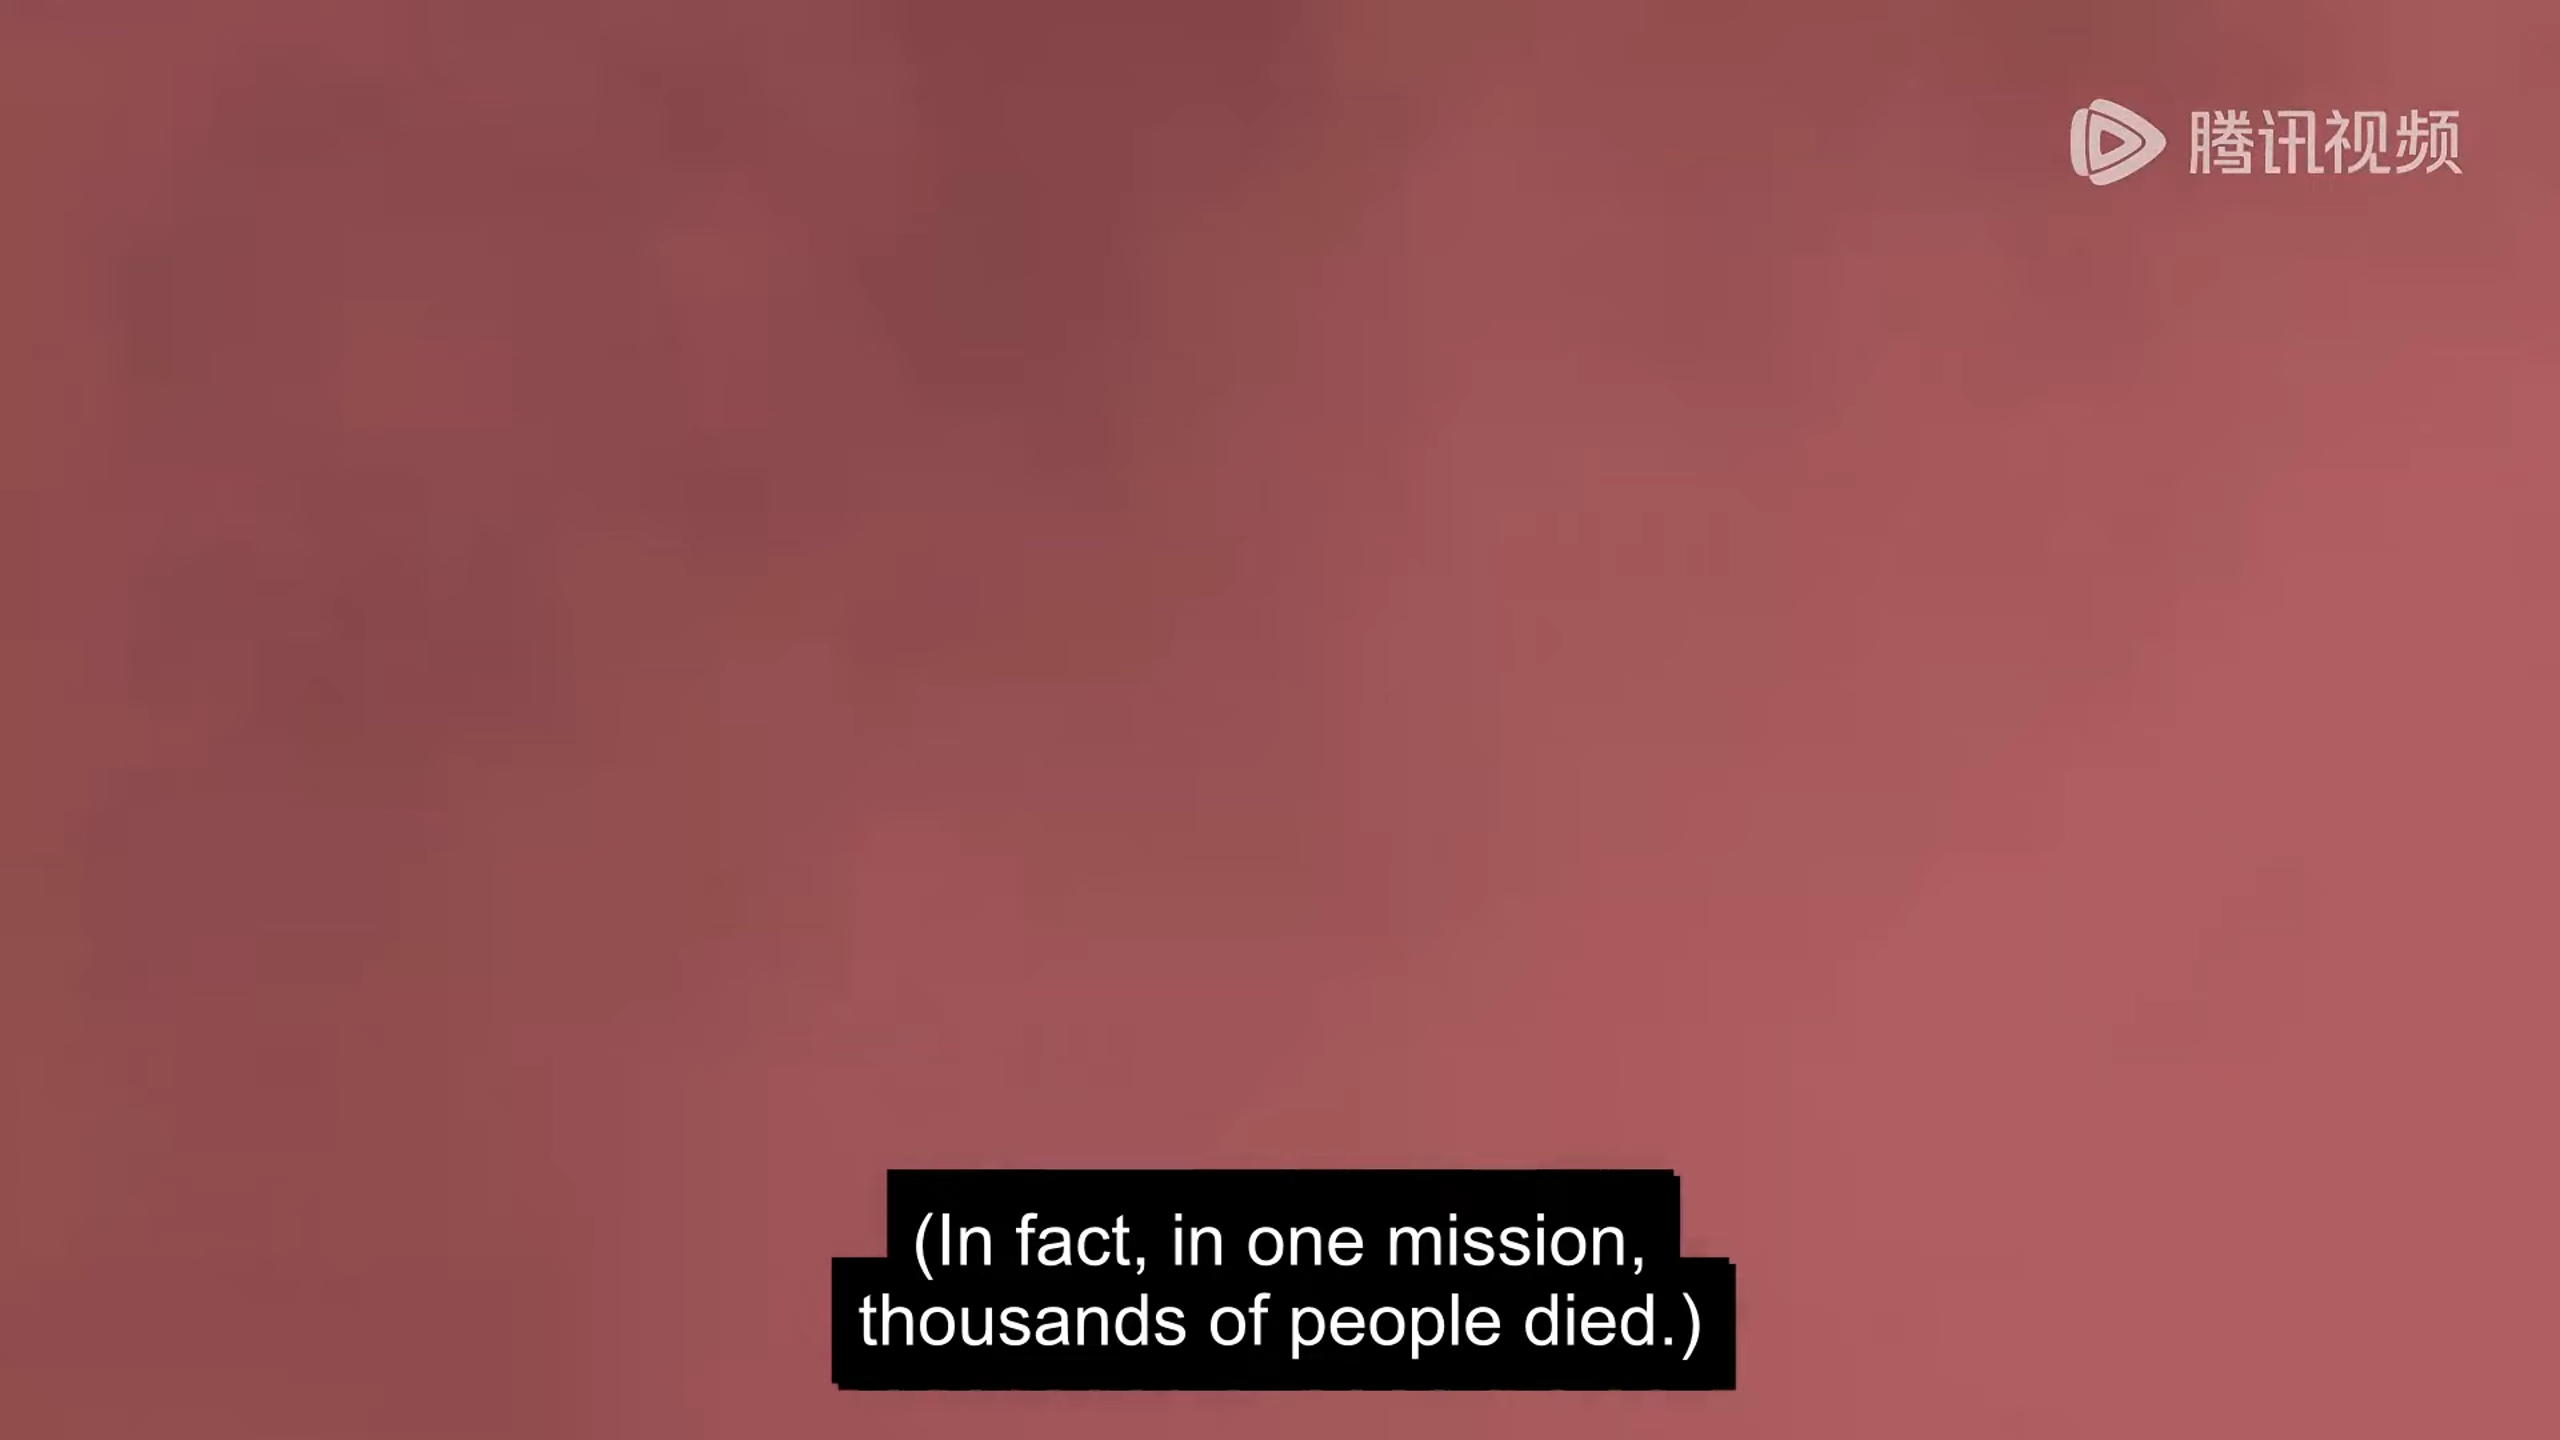 腾讯视频
(In fact, in one mission,
thousands of people died.)